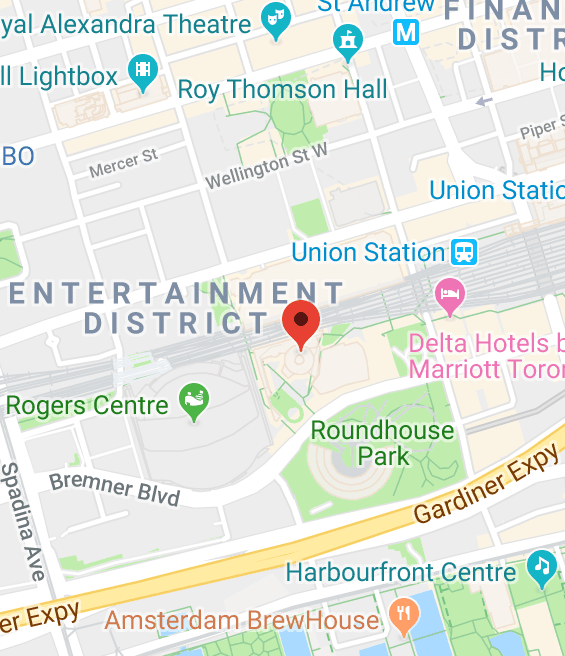 St Andrew
FINAN
DISTR
yal Alexandra Theatre
M
ll Lightbox
Roy Thomson Hall
Ho
Piper S
BO
Mercer St
Wellington St W
Union Statio
Union Station
ENTERTAINMENT
DISTRICT
Delta Hotels b
Marriott Toron
Rogers Centre
Roundhouse
Park
Bremner Blvd
Spadina Ave
Gardiner Expy
Harbourfront Centre
er Expy
Amsterdam BrewHouse